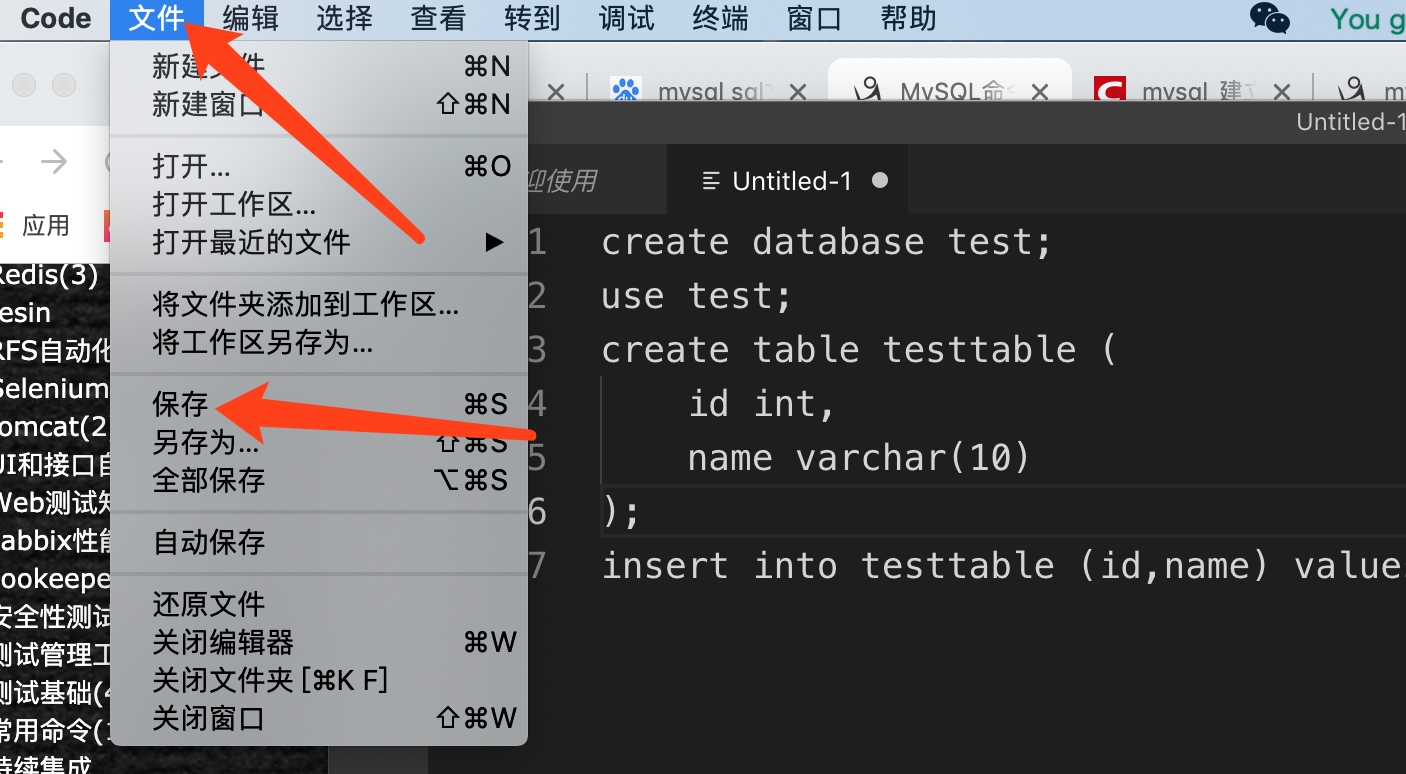 Code 文件 编辑 选择 查看 转到 调试 终端 窗口 帮助
You g
新建文件 ⌘N
新建窗口 ⇧⌘N
打开... ⌘O
打开工作区...
打开最近的文件 ▶
将文件夹添加到工作区...
将工作区另存为...
保存 ⌘S
另存为... ⇧⌘S
全部保存 ⌥⌘S
自动保存
还原文件
关闭编辑器 ⌘W
关闭文件夹 [⌘K F]
关闭窗口 ⇧⌘W
mysql sql
MySQL命
mysql 建
应用
Redis(3)
esin
RFS自动化
Selenium
omcat(2
UI和接口自
Web测试知
abbix性能
ookeepe
安全性测试
测试管理工
测试基础(4
常用命令(
持续集成
Untitled-1
迎使用
Untitled-1
1 create database test;
2 use test;
3 create table testtable (
4 id int,
5 name varchar(10)
6 );
7 insert into testtable (id,name) value